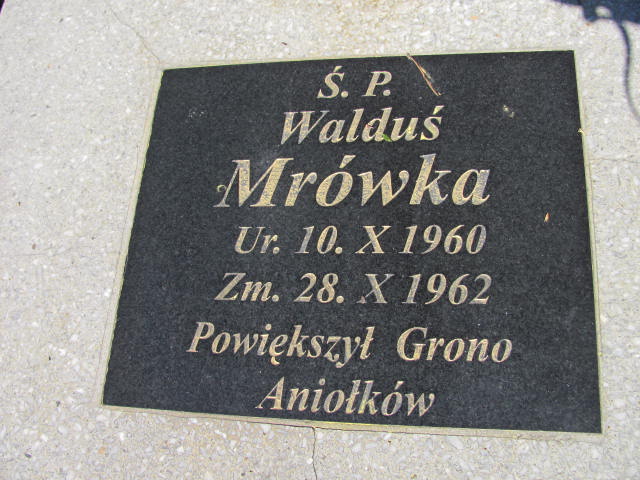 Ś. P.
Walduś
Mrówka
Ur. 10. X 1960
Zm. 28. X 1962
Powiększył Grono
Aniołków